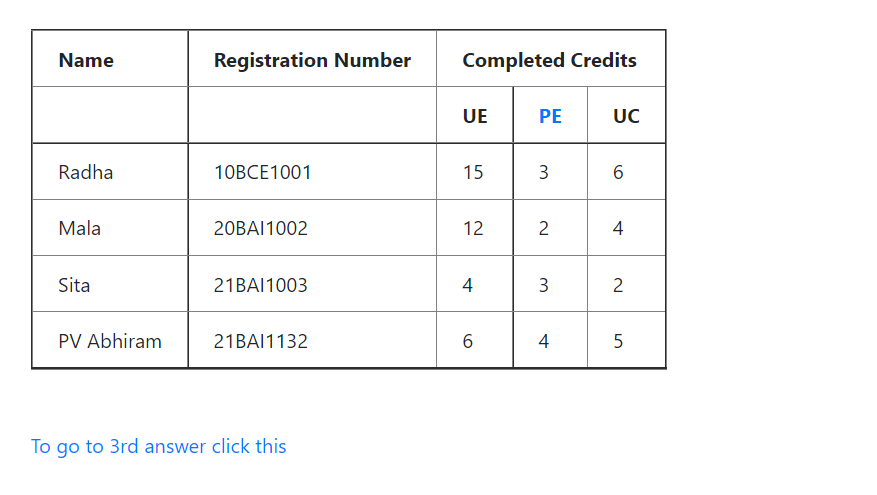 Name Registration Number Completed Credits
UE PE UC
Radha 10BCE1001 15 3 6
Mala 20BAI1002 12 2 4
Sita 21BAI1003 4 3 2
PV Abhiram 21BAI1132 6 4 5
To go to 3rd answer click this